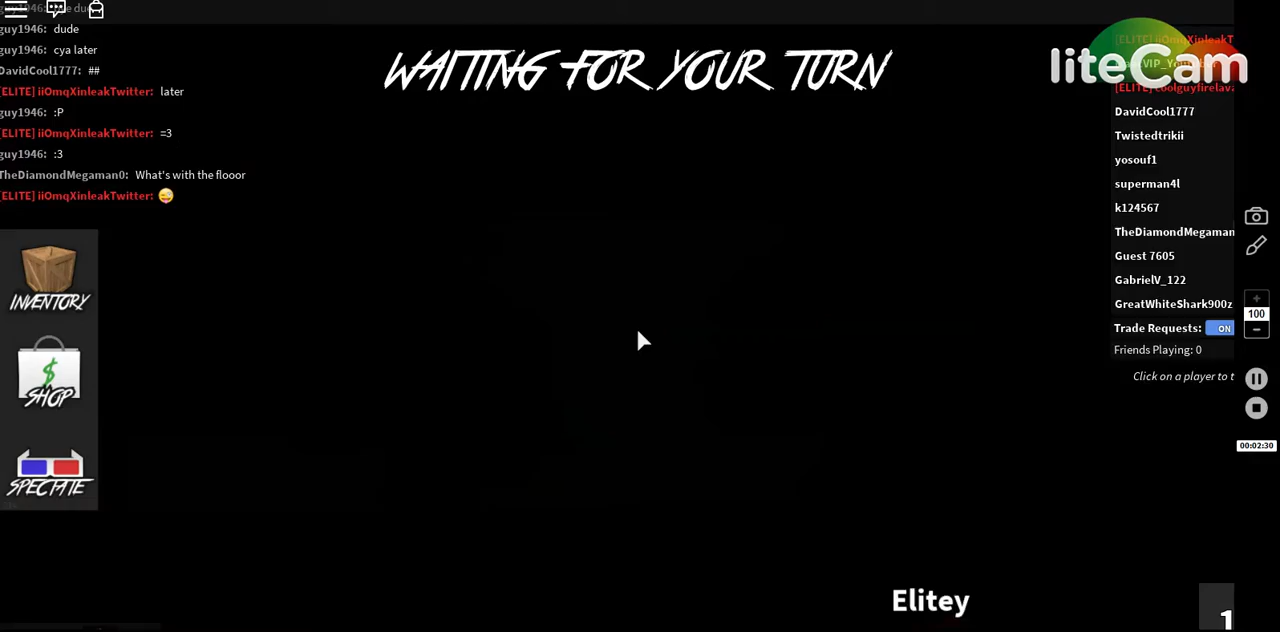 guy1946: dude
guy1946: cya later
DavidCool1777: ##
[ELITE] iiOmqXinleakTwitter: later
guy1946: :P
[ELITE] iiOmqXinleakTwitter: =3
guy1946: :3
TheDiamondMegaman0: What's with the flooor
[ELITE] iiOmqXinleakTwitter: 😜
WAITING FOR YOUR TURN
liteCam
DavidCool1777
Twistedtrikii
yosouf1
superman4l
k124567
TheDiamondMegaman
Guest 7605
GabrielV_122
GreatWhiteShark900z
Trade Requests: ON
Friends Playing: 0
Click on a player to t
INVENTORY
SHOP
SPECTATE
+
100
-
00:02:30
Elitey
1